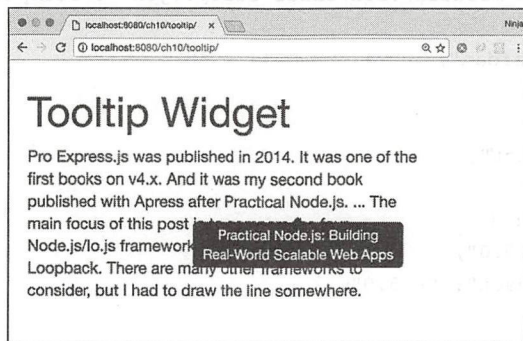 localhost:8080/ch10/tooltip/ ×
Ninja
localhost:8080/ch10/tooltip/
Tooltip Widget
Pro Express.js was published in 2014. It was one of the
first books on v4.x. And it was my second book
published with Apress after Practical Node.js. ... The
main focus of this post
Practical Node.js: Building
Node.js/Io.js framework
Real-World Scalable Web Apps
Loopback. There are many other frameworks to
consider, but I had to draw the line somewhere.